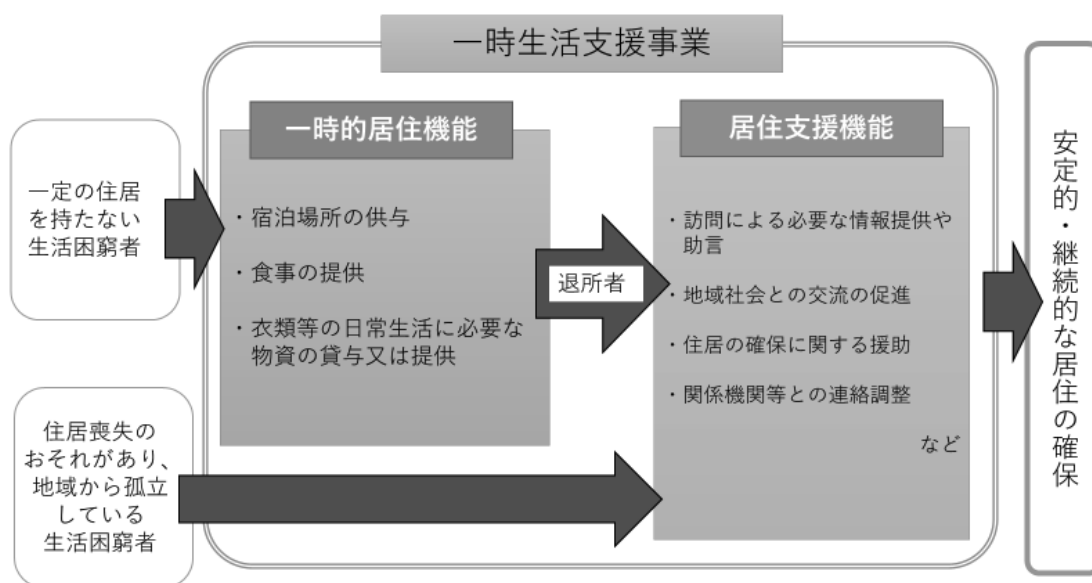 一時生活支援事業
一定の住居
を持たない
生活困窮者
一時的居住機能
・宿泊場所の供与
・食事の提供
・衣類等の日常生活に必要な
物資の貸与又は提供
退所者
居住支援機能
・訪問による必要な情報提供や
助言
・地域社会との交流の促進
・住居の確保に関する援助
・関係機関等との連絡調整
など
住居喪失の
おそれがあり、
地域から孤立
している
生活困窮者
安定的・継続的な居住の確保